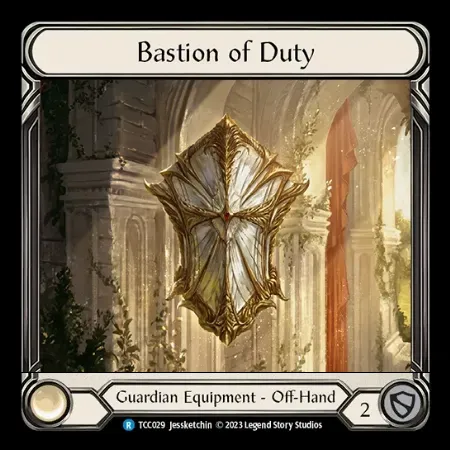 Bastion of Duty
Guardian Equipment - Off-Hand
2
R TCC029 Jessketchin © 2023 Legend Story Studios